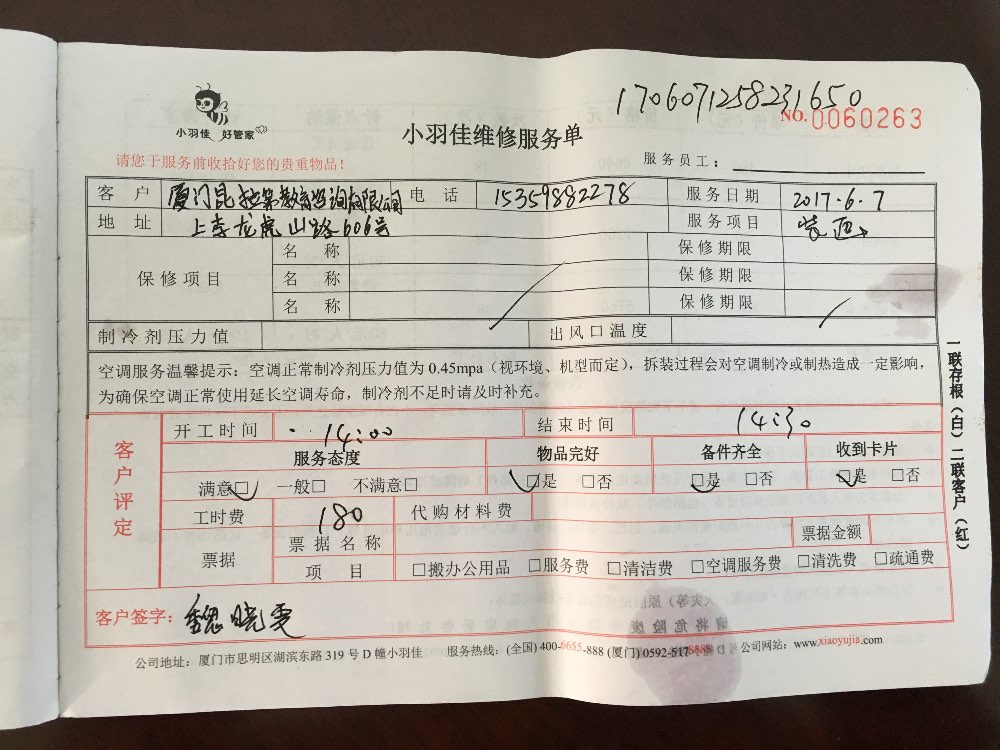 170607125823​1650
小羽佳 好管家
小羽佳维修服务单
NO.0060263
请您于服务前收拾好您的贵重物品！
服务员工：
客 户 厦门昆 教育咨询有限公司 电 话 15359882278 服务日期 2017.6.7
地 址 上李龙虎山路606号 服务项目
保修项目
名 称 保修期限
名 称 保修期限
名 称 保修期限
制冷剂压力值 出风口温度
空调服务温馨提示：空调正常制冷剂压力值为 0.45mpa（视环境、机型而定），拆装过程会对空调制冷或制热造成一定影响，
为确保空调正常使用延长空调寿命，制冷剂不足时请及时补充。
客户评定
开工时间 14:00 结束时间 14:30
服务态度 物品完好 备件齐全 收到卡片
满意□ 一般□ 不满意□ □是 □否 □是 □否 □是 □否
工时费 180 代购材料费
票据 票据名称 票据金额
项 目 □搬办公用品 □服务费 □清洁费 □空调服务费 □清洗费 □疏通费
客户签字：魏晓雯
公司地址：厦门市思明区湖滨东路 319 号 D 幢小羽佳 服务热线：(全国) 400-6655-888 (厦门) 0592-5178888 公司网站：www.xiaoyujia.com
一联存根（白）二联客户（红）